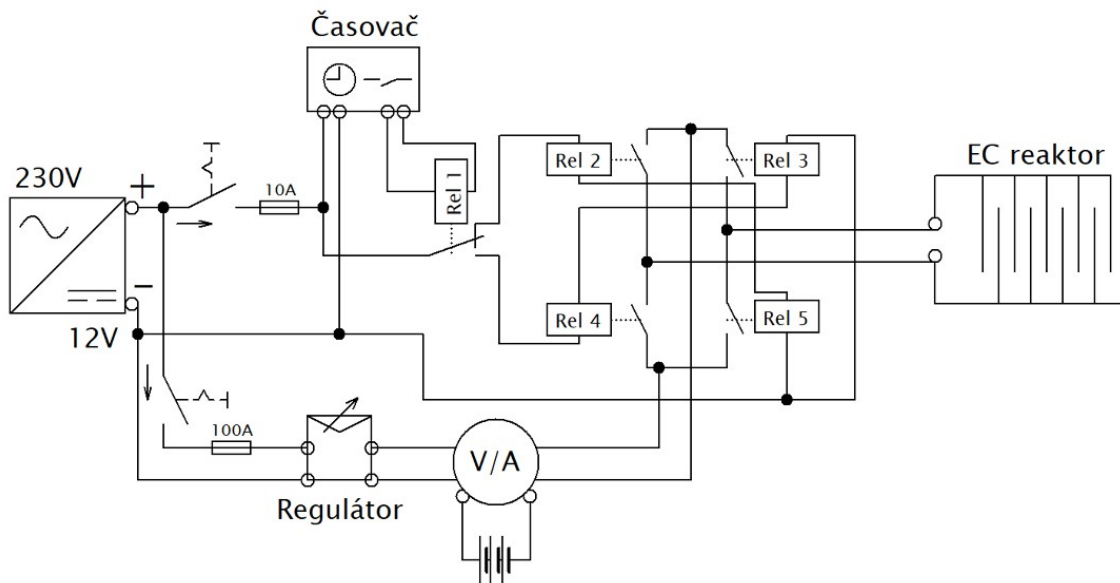 Časovač
230V
+
10A
Rel 1
Rel 2
Rel 3
EC reaktor
-
12V
Rel 4
Rel 5
100A
V/A
Regulátor